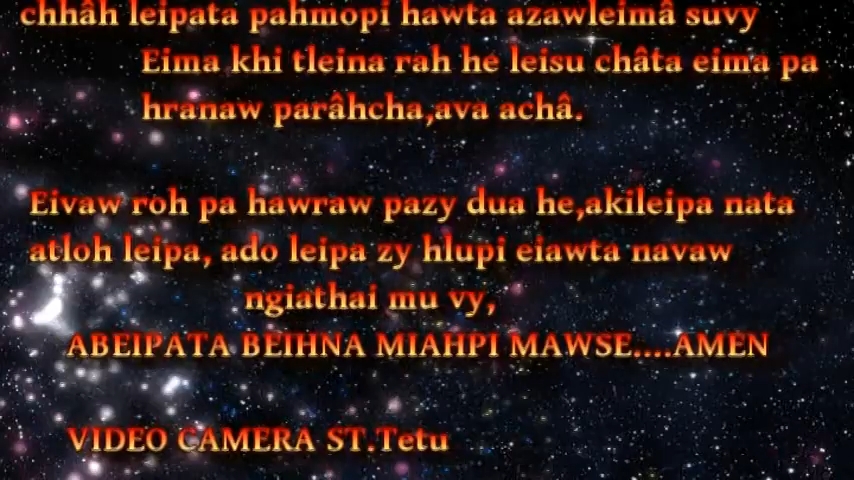 chhâh leipata pahmopi hawta azawleimâ suvy
Eima khi tleina rah he leisu châta eima pa
hranaw parâhcha,ava achâ.
Eivaw roh pa hawraw pazy dua he,akileipa nata
atloh leipa, ado leipa zy hlupi eiawta navaw
ngiathai mu vy,
ABEIPATA BEIHNA MIAHPI MAWSE....AMEN
VIDEO CAMERA ST.Tetu